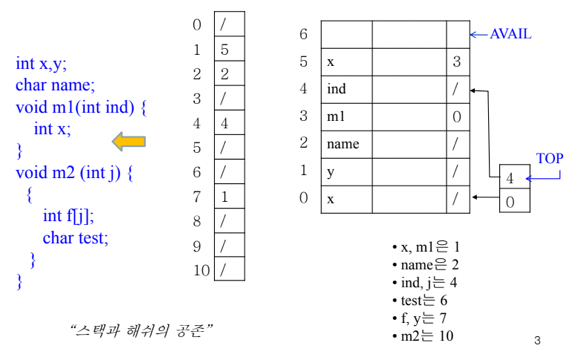 int x,y;
char name;
void m1(int ind) {
int x;
}
void m2 (int j) {
{
int f[j];
char test;
}
}
0 /
1 5
2 2
3 /
4 4
5 /
6 /
7 1
8 /
9 /
10 /
6 AVAIL
5 x 3
4 ind /
3 m1 0
2 name /
1 y /
0 x /
TOP
4
0
• x, m1은 1
• name은 2
• ind, j는 4
• test는 6
• f, y는 7
• m2는 10
“스택과 해쉬의 공존”
3